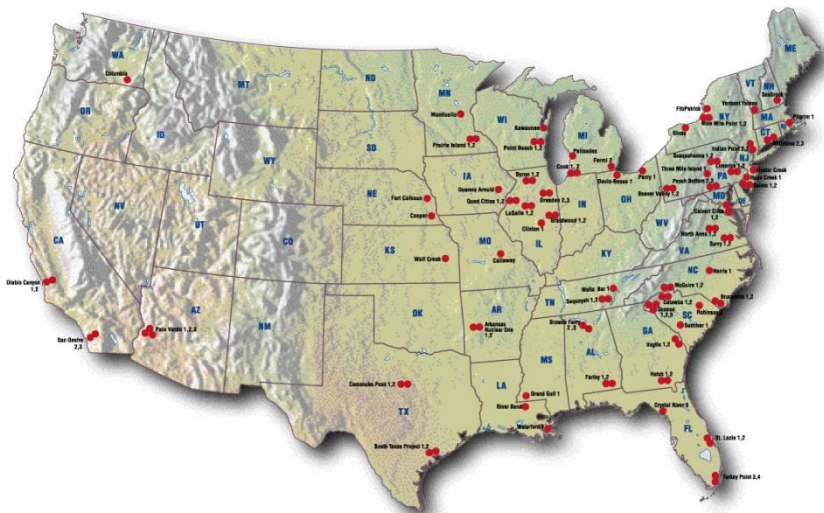 WA
Columbia
MT
ND
MN
Monticello
Prairie Island 1,2
OR
ID
SD
WI
Kewaunee
Point Beach 1,2
MI
Palisades
Cook 1,2
Fermi 2
Davis-Besse 1
Perry 1
VT
NH
ME
Seabrook
Vermont Yankee
FitzPatrick
NY
Nine Mile Point 1,2
MA
Pilgrim 1
CT
Millstone 2,3
Susquehanna 1,2
Three Mile Island 1
Peach Bottom 2,3
Beaver Valley 1,2
Limerick 1,2
PA
NJ
Oyster Creek
Hope Creek 1
Salem 1,2
MD
DE
Calvert Cliffs
1,2
WY
NE
Fort Calhoun
Cooper
IA
Byron 1,2
Quad Cities 1,2
Dresden 2,3
LaSalle 1,2
Braidwood 1,2
Clinton 1
IL
IN
OH
WV
VA
North Anna 1,2
Surry 1,2
NV
UT
CO
KS
Wolf Creek
MO
Callaway
KY
CA
Diablo Canyon
1,2
San Onofre
2,3
AZ
Palo Verde 1,2,3
NM
OK
AR
Arkansas
Nuclear One
1,2
TN
Watts Bar 1
Sequoyah 1,2
NC
Harris 1
McGuire 1,2
Catawba 1,2
Oconee
1,2,3
Brunswick 1,2
Robinson 2
SC
Summer 1
Vogtle 1,2
GA
Hatch 1,2
MS
AL
Browns Ferry
Farley 1,2
TX
Comanche Peak 1,2
South Texas Project 1,2
LA
Grand Gulf 1
River Bend
Waterford 3
Crystal River 3
FL
St. Lucie 1,2
Turkey Point 3,4